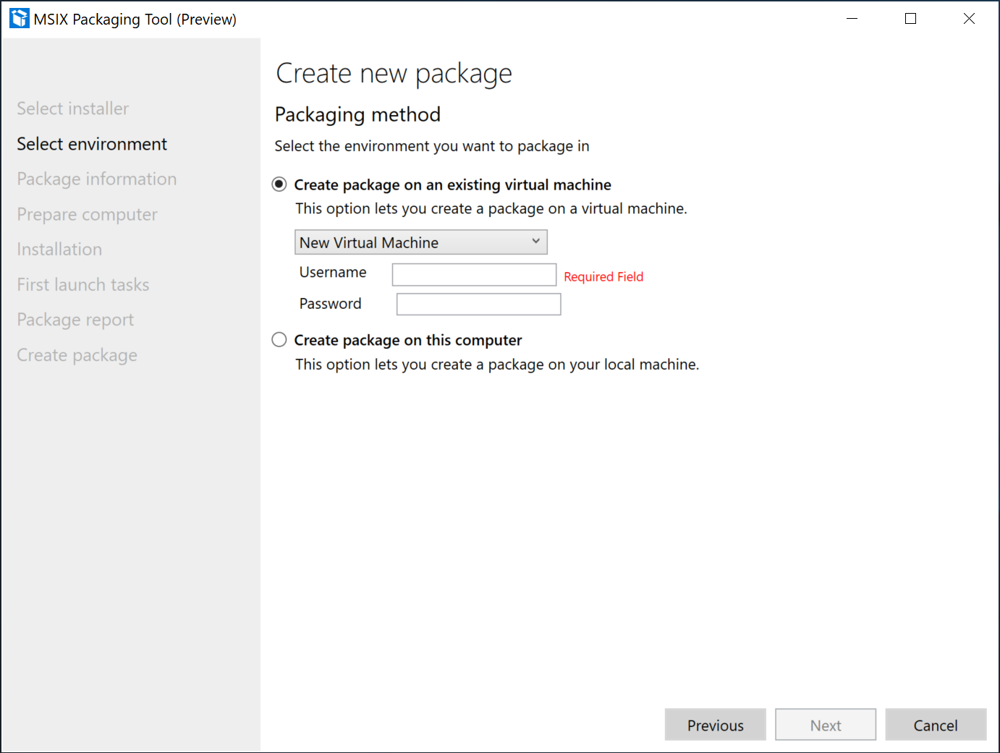 MSIX Packaging Tool (Preview)
Select installer
Select environment
Package information
Prepare computer
Installation
First launch tasks
Package report
Create package
Create new package
Packaging method
Select the environment you want to package in
Create package on an existing virtual machine
This option lets you create a package on a virtual machine.
New Virtual Machine
Username Required Field
Password
Create package on this computer
This option lets you create a package on your local machine.
Previous Next Cancel